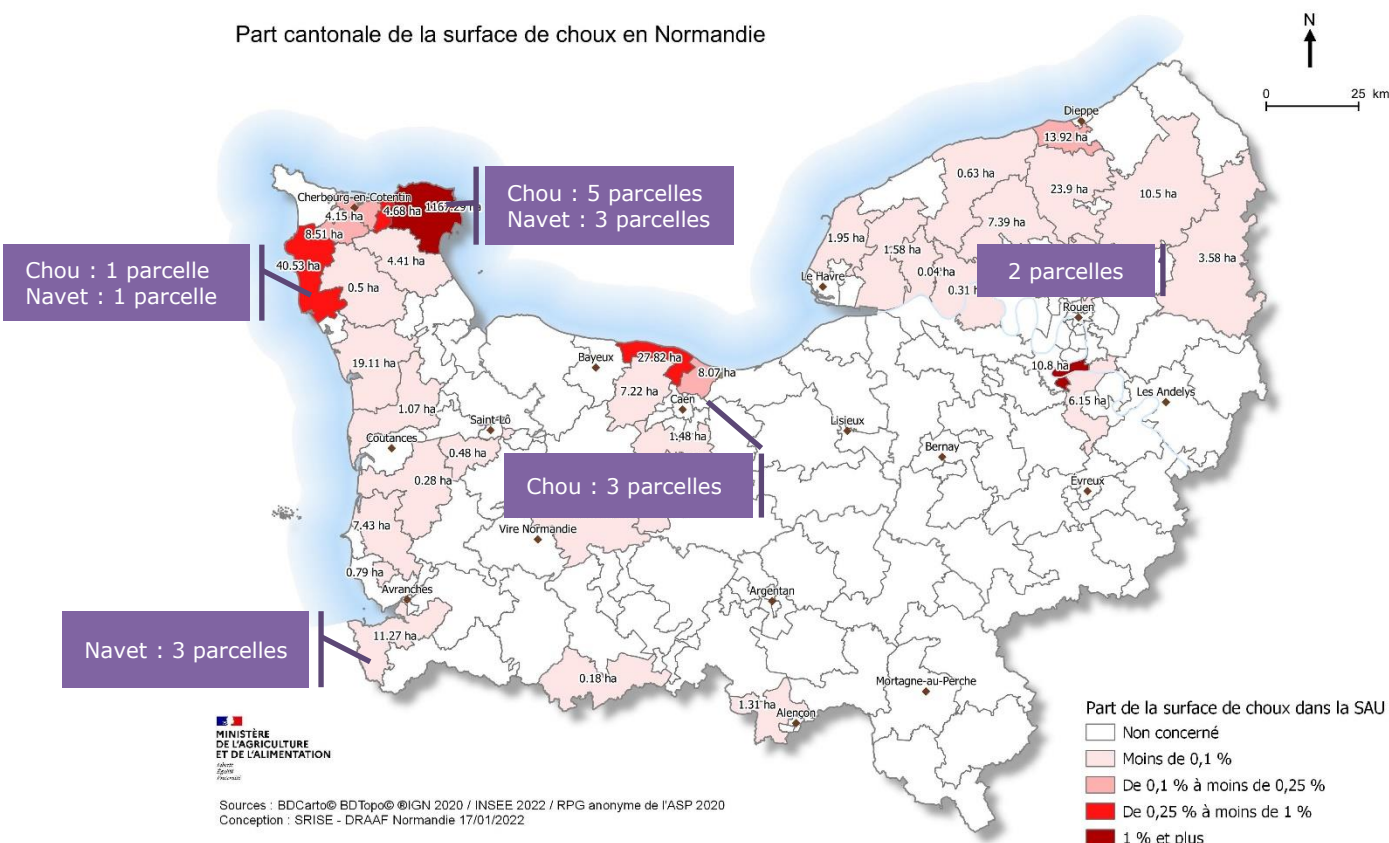 Part cantonale de la surface de choux en Normandie
N
0 25 km
Dieppe
13.92 ha
0.63 ha
23.9 ha
10.5 ha
Cherbourg-en-Cotentin
4.15 ha
4.68 ha
1167.29 ha
Chou : 5 parcelles
Navet : 3 parcelles
8.51 ha
7.39 ha
1.95 ha
1.58 ha
3.58 ha
40.53 ha
4.41 ha
Chou : 1 parcelle
Navet : 1 parcelle
0.5 ha
Le Havre
0.04 ha
0.31 h
2 parcelles
Rouen
19.11 ha
Bayeux
27.82 ha
8.07 ha
10.8 ha
7.22 ha
Caen
6.15 ha
Les Andelys
1.07 ha
Saint-Lô
1.48 ha
Lisieux
Coutances
0.48 ha
Bernay
0.28 ha
Chou : 3 parcelles
Évreux
7.43 ha
Vire Normandie
0.79 ha
Avranches
Argentan
11.27 ha
Navet : 3 parcelles
0.18 ha
Mortagne-au-Perche
1.31 ha
Alençon
MINISTÈRE
DE L'AGRICULTURE
ET DE L'ALIMENTATION
Liberté
Égalité
Fraternité
Sources : BDCarto© BDTopo© ®IGN 2020 / INSEE 2022 / RPG anonyme de l'ASP 2020
Conception : SRISE - DRAAF Normandie 17/01/2022
Part de la surface de choux dans la SAU
Non concerné
Moins de 0,1 %
De 0,1 % à moins de 0,25 %
De 0,25 % à moins de 1 %
1 % et plus